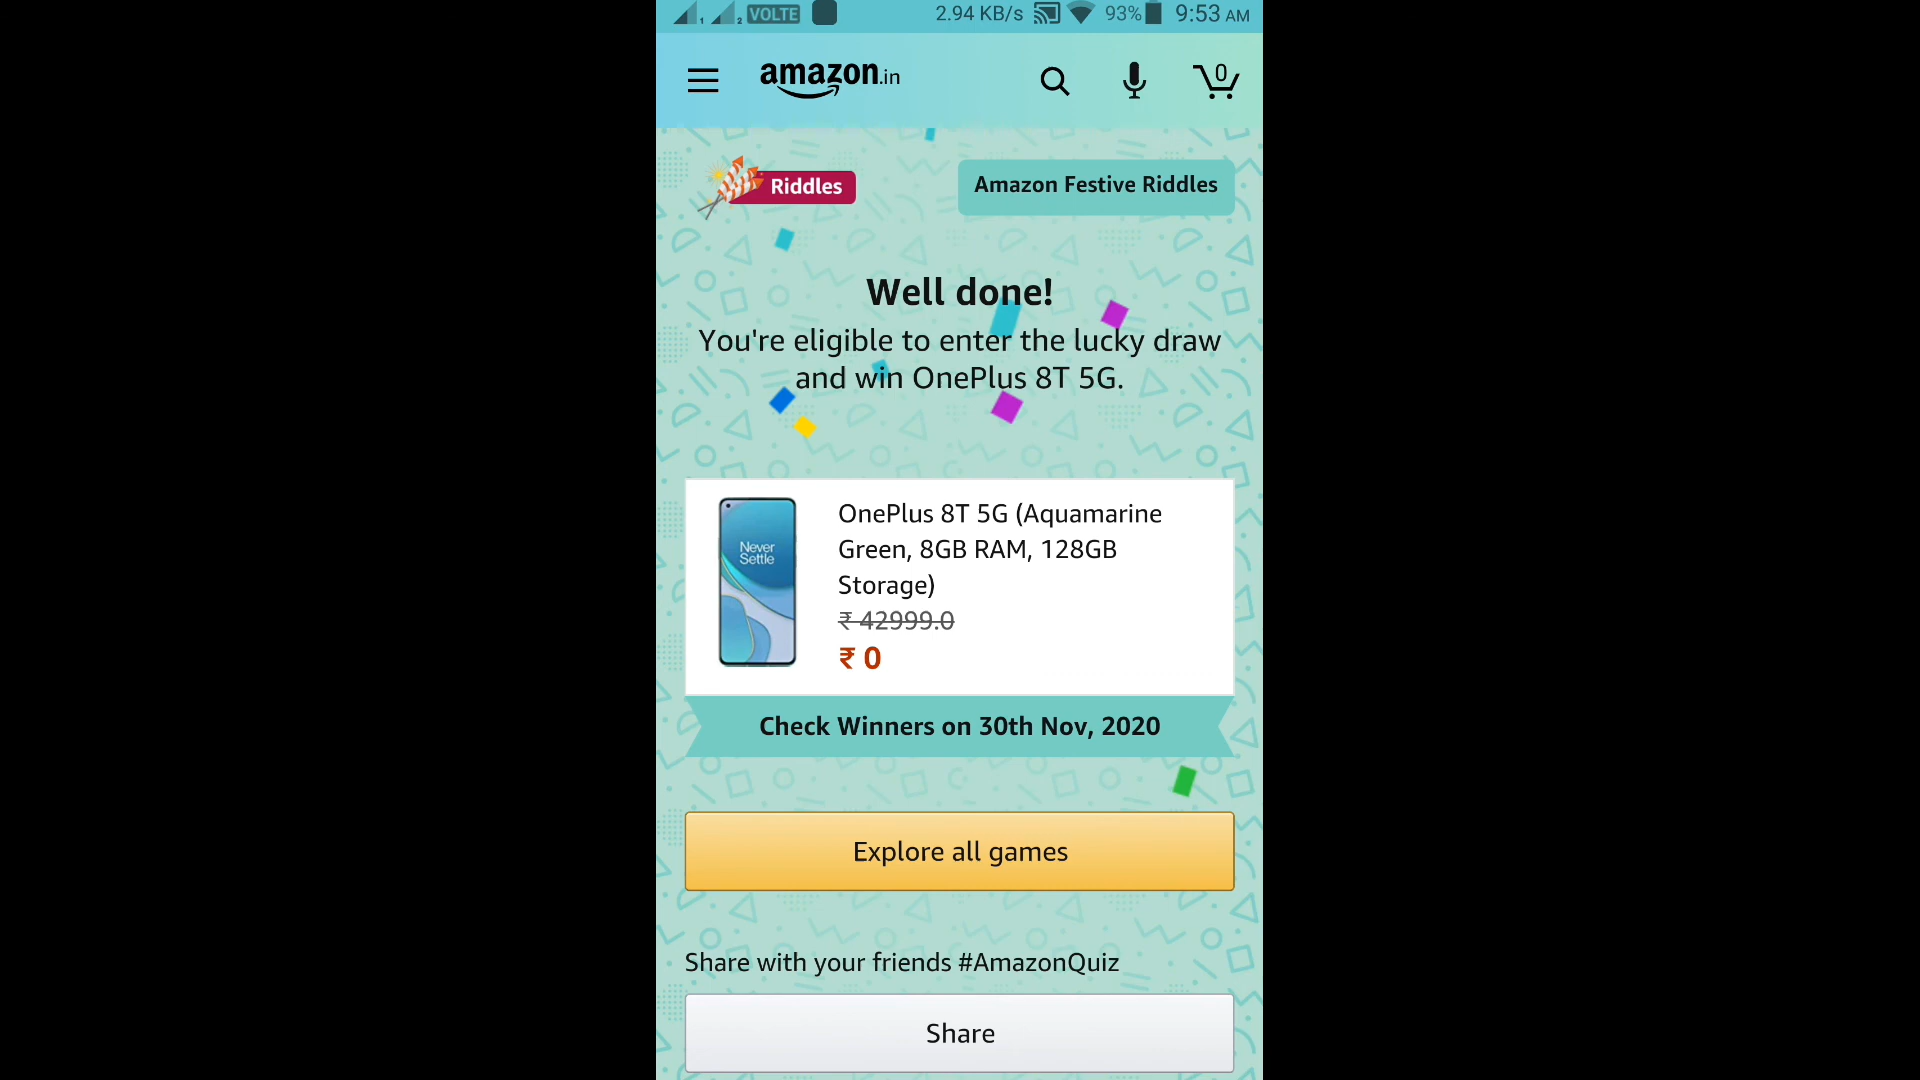 1 2 VOLTE 2.94 KB/s 93% 9:53 AM
amazon.in 0
Riddles Amazon Festive Riddles
Well done!
You're eligible to enter the lucky draw
and win OnePlus 8T 5G.
Never
Settle
OnePlus 8T 5G (Aquamarine
Green, 8GB RAM, 128GB
Storage)
₹ 42999.0
₹ 0
Check Winners on 30th Nov, 2020
Explore all games
Share with your friends #AmazonQuiz
Share